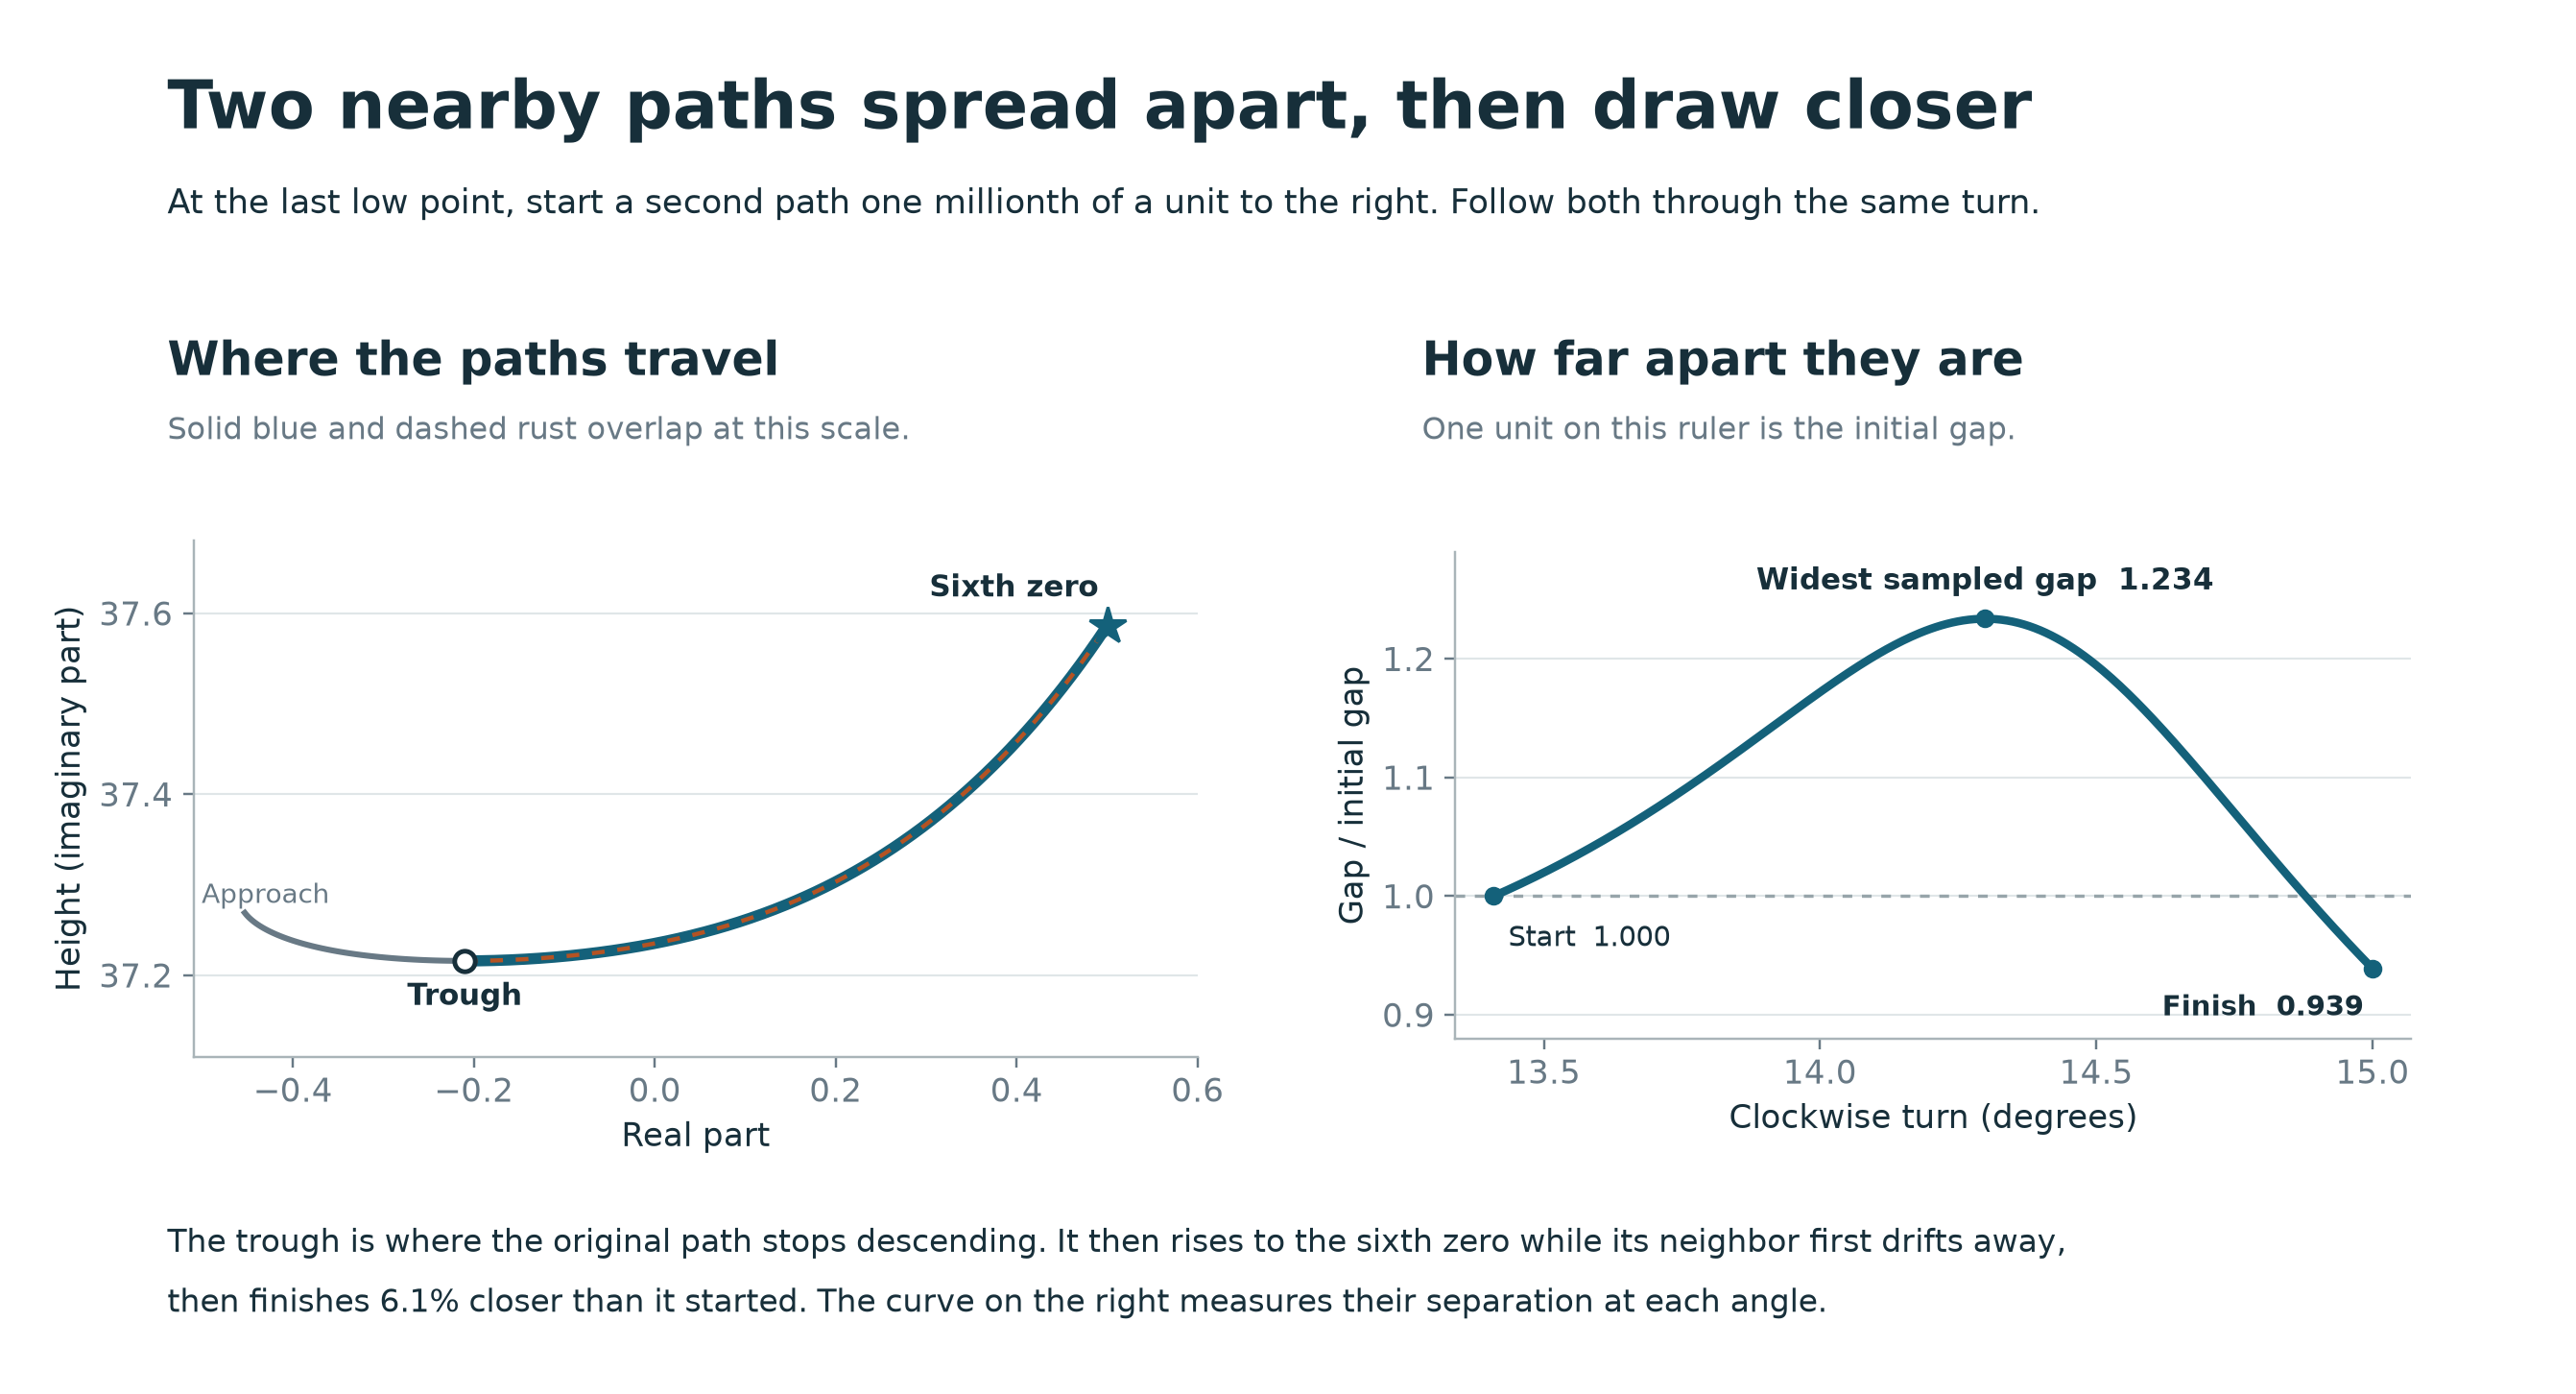 Two nearby paths spread apart, then draw closer
At the last low point, start a second path one millionth of a unit to the right. Follow both through the same turn.
Where the paths travel
Solid blue and dashed rust overlap at this scale.
Height (imaginary part)
37.6
37.4
37.2
Sixth zero
Approach
Trough
−0.4
−0.2
0.0
0.2
0.4
0.6
Real part
How far apart they are
One unit on this ruler is the initial gap.
Gap / initial gap
1.2
1.1
1.0
0.9
Widest sampled gap 1.234
Start 1.000
Finish 0.939
13.5
14.0
14.5
15.0
Clockwise turn (degrees)
The trough is where the original path stops descending. It then rises to the sixth zero while its neighbor first drifts away,
then finishes 6.1% closer than it started. The curve on the right measures their separation at each angle.